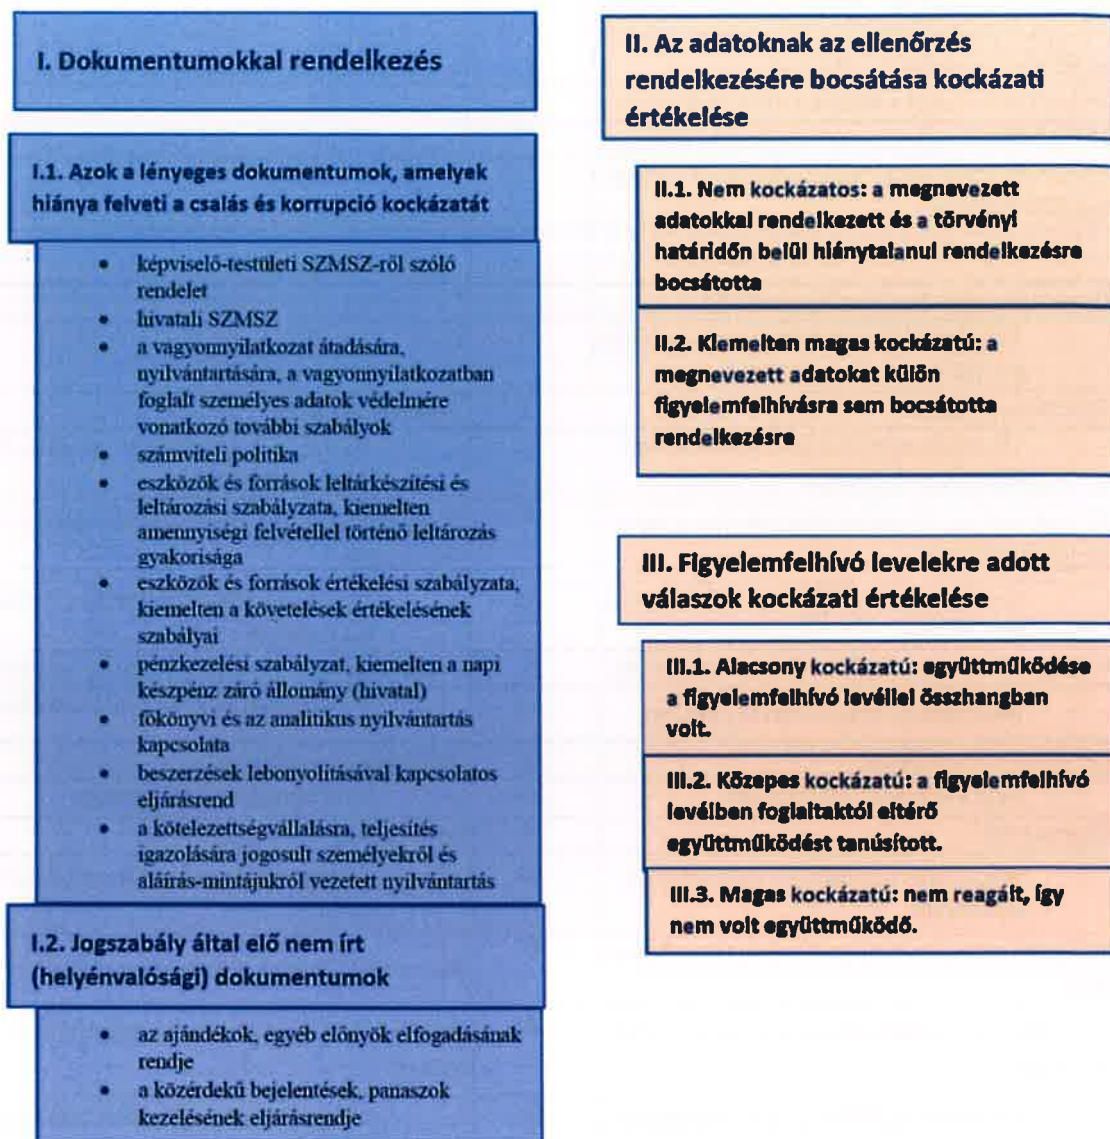 I. Dokumentumokkal rendelkezés
I.1. Azok a lényeges dokumentumok, amelyek
hiánya felveti a csalás és korrupció kockázatát
• képviselő-testületi SZMSZ-ről szóló
rendelet
• hivatali SZMSZ
• a vagyonnyilatkozat átadására,
nyilvántartására, a vagyonnyilatkozatban
foglalt személyes adatok védelmére
vonatkozó további szabályok
• számviteli politika
• eszközök és források leltárkészítési és
leltározási szabályzata, kiemelten
amennyiségi felvétellel történő leltározás
gyakorisága
• eszközök és források értékelési szabályzata,
kiemelten a követelések értékelésének
szabályai
• pénzkezelési szabályzat, kiemelten a napi
készpénz záró állomány (hivatal)
• főkönyvi és az analitikus nyilvántartás
kapcsolata
• beszerzések lebonyolításával kapcsolatos
eljárásrend
• a kötelezettségvállalásra, teljesítés
igazolására jogosult személyekről és
aláírás-mintájukról vezetett nyilvántartás
I.2. Jogszabály által elő nem írt
(helyénvalósági) dokumentumok
• az ajándékok, egyéb előnyök elfogadásának
rendje
• a közérdekű bejelentések, panaszok
kezelésének eljárásrendje
II. Az adatoknak az ellenőrzés
rendelkezésére bocsátása kockázati
értékelése
II.1. Nem kockázatos: a megnevezett
adatokkal rendelkezett és a törvényi
határidőn belül hiánytalanul rendelkezésre
bocsátotta
II.2. Kiemelten magas kockázatú: a
megnevezett adatokat külön
figyelemfelhívásra sem bocsátotta
rendelkezésre
III. Figyelemfelhívó levelekre adott
válaszok kockázati értékelése
III.1. Alacsony kockázatú: együttműködése
a figyelemfelhívó levéllel összhangban
volt.
III.2. Közepes kockázatú: a figyelemfelhívó
levélben foglaltaktól eltérő
együttműködést tanúsított.
III.3. Magas kockázatú: nem reagált, így
nem volt együttműködő.